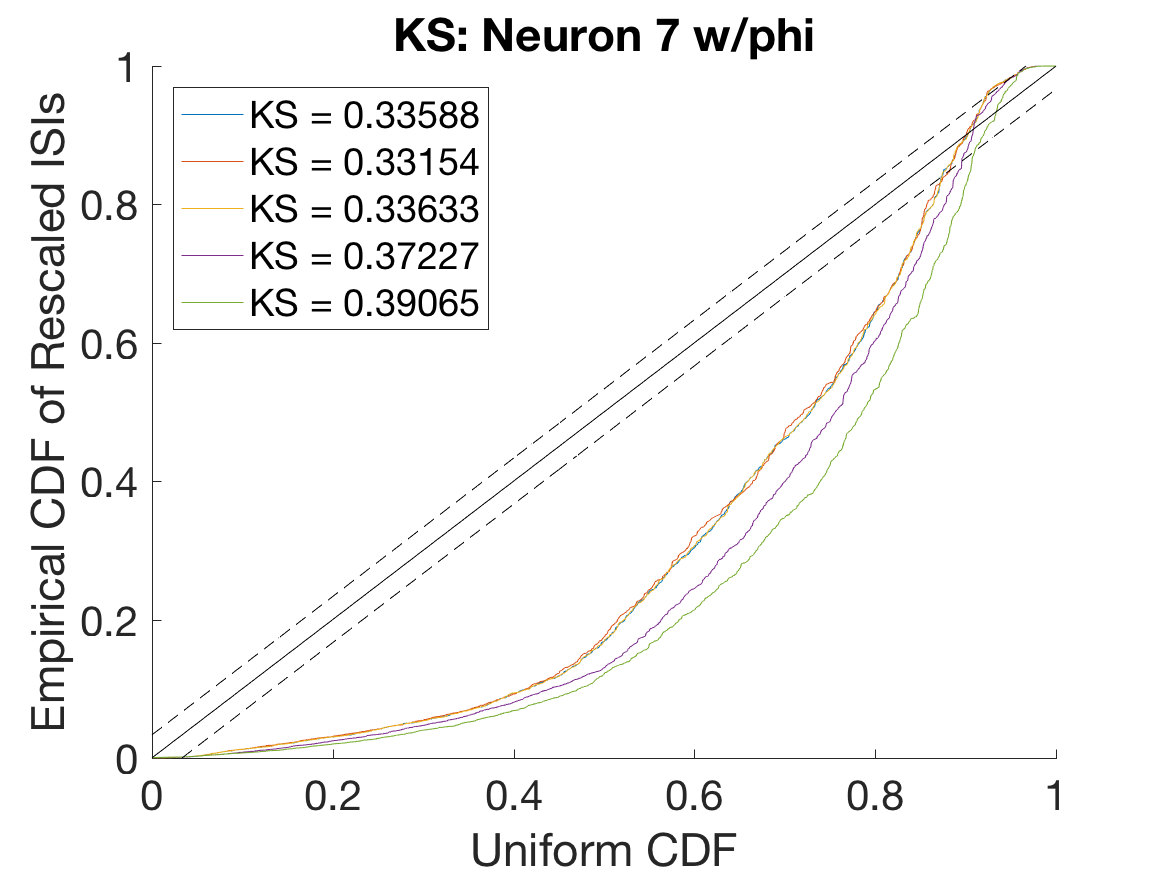 KS: Neuron 7 w/phi
KS = 0.33588
KS = 0.33154
KS = 0.33633
KS = 0.37227
KS = 0.39065
Empirical CDF of Rescaled ISIs
1
0.8
0.6
0.4
0.2
0
0 0.2 0.4 0.6 0.8 1
Uniform CDF